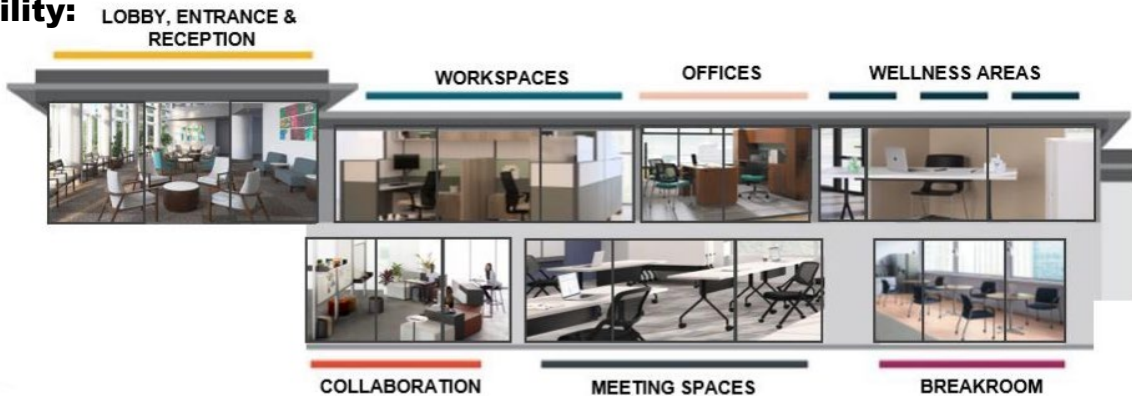 ility:
LOBBY, ENTRANCE &
RECEPTION
WORKSPACES
OFFICES
WELLNESS AREAS
COLLABORATION
MEETING SPACES
BREAKROOM